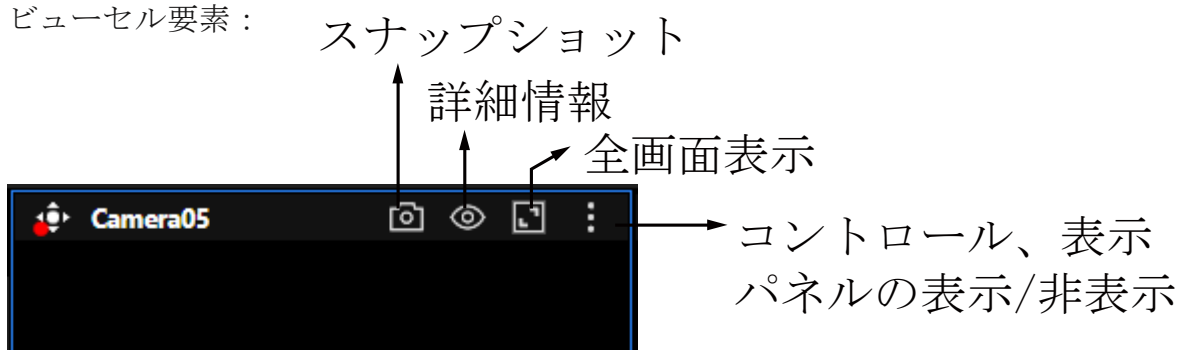 ビューセル要素：
スナップショット
詳細情報
全画面表示
Camera05
コントロール、表示
パネルの表示/非表示